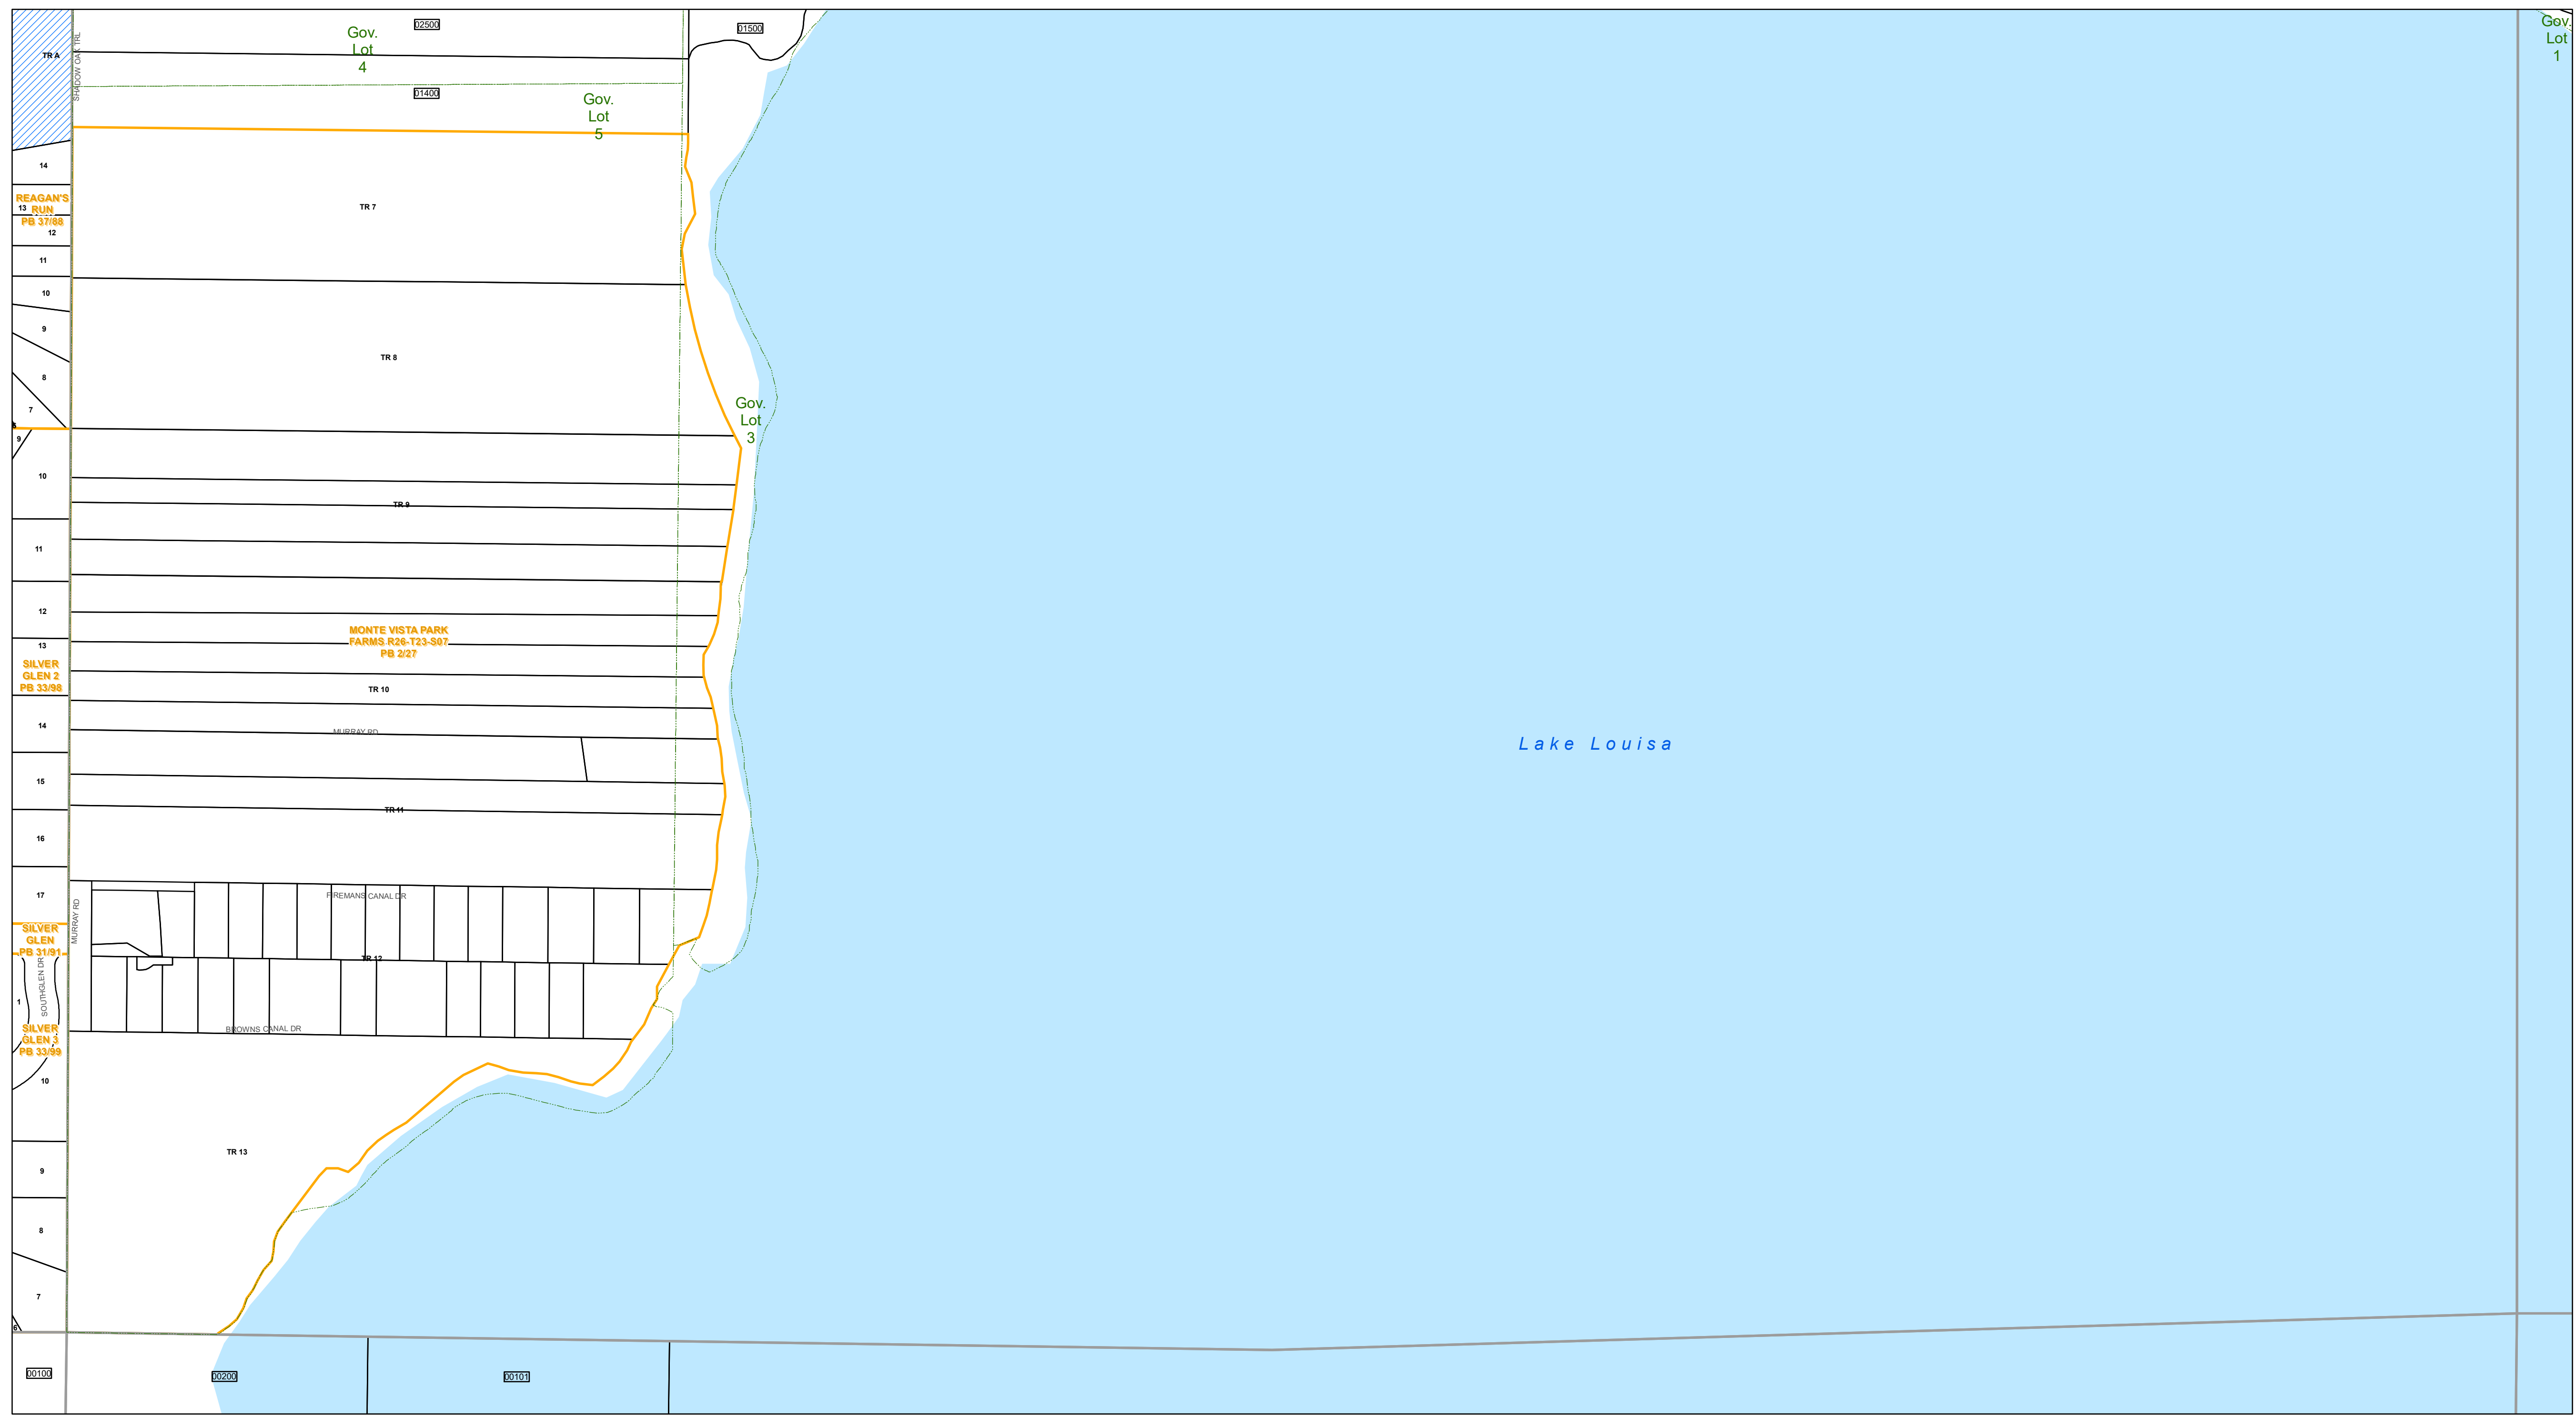 02500
01500
Gov.
Lot
4
Gov.
Lot
1
TR A
SHADOW OAK TRL
01400
Gov.
Lot
5
14
REAGAN'S
13 RUN
PB 37/88
12
TR 7
11
10
9
TR 8
8
7
Gov.
Lot
3
9
10
TR 9
11
12
MONTE VISTA PARK
FARMS R26-T23-S07
PB 2/27
13
SILVER
GLEN 2
PB 33/98
TR 10
14
MURRAY RD
Lake Louisa
15
TR 11
16
17
FIREMANS CANAL DR
MURRAY RD
SILVER
GLEN
PB 31/91
TR 12
SOUTHGLEN DR
1
SILVER
GLEN 3
PB 33/99
BROWNS CANAL DR
10
TR 13
9
8
7
6
00100
00200
00101